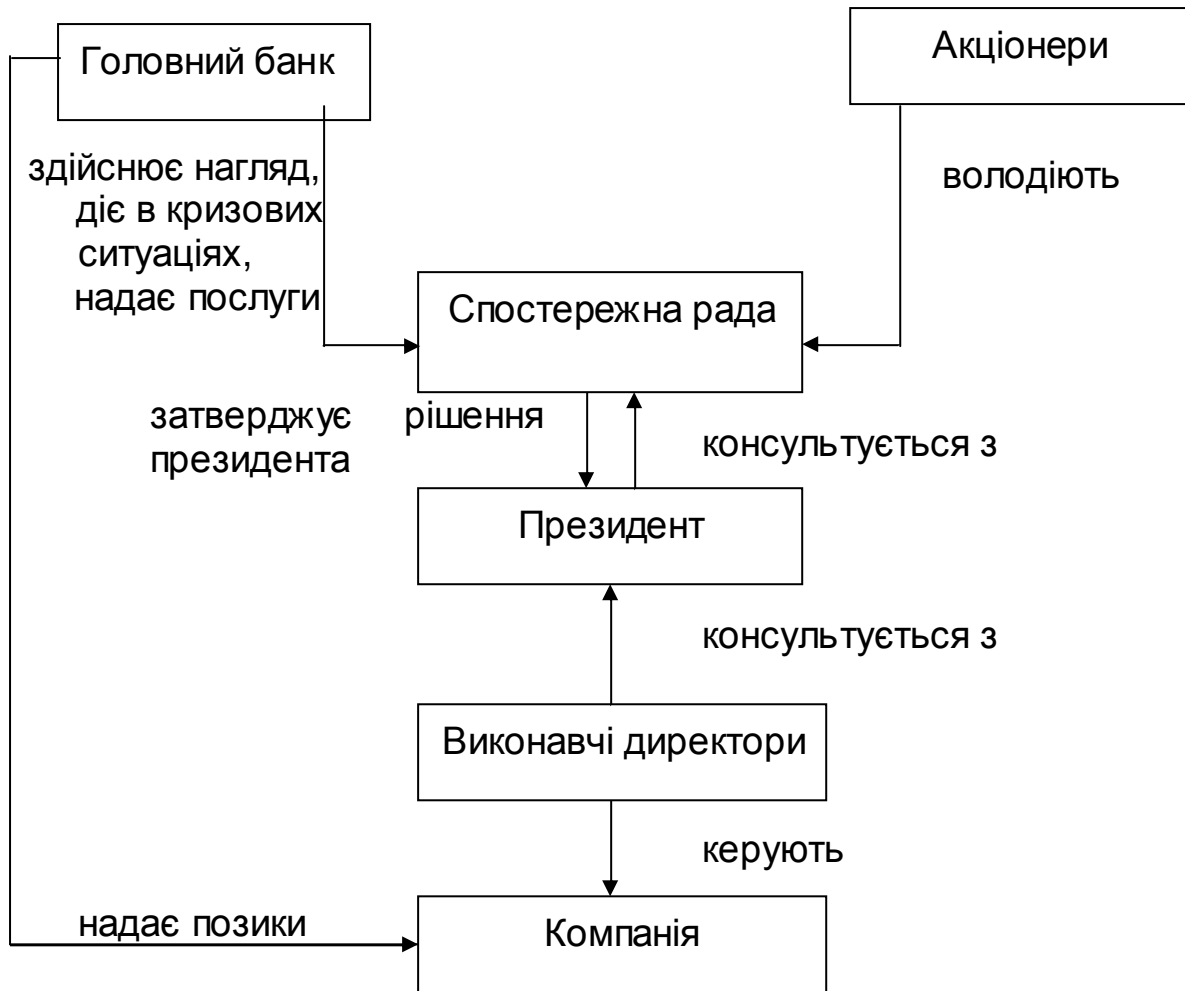 Головний банк
Акціонери
здійснює нагляд,
діє в кризових
ситуаціях,
надає послуги
володіють
Спостережна рада
затверджує рішення
президента
консультується з
Президент
консультується з
Виконавчі директори
керують
надає позики
Компанія